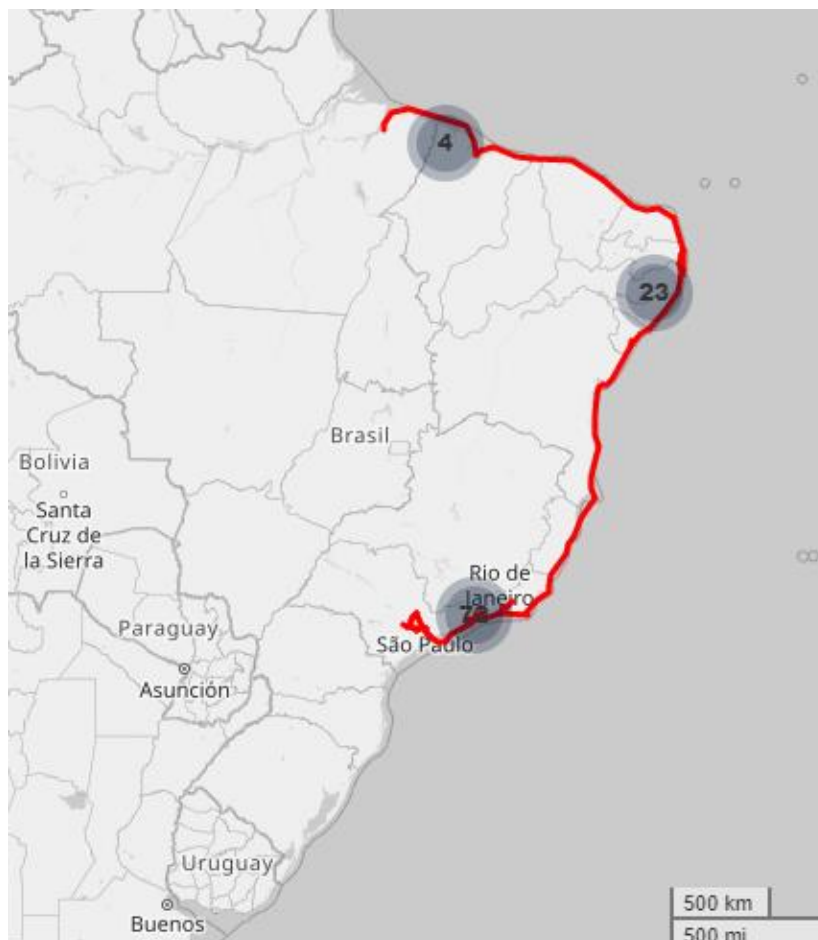 4
23
Brasil
Bolivia
Santa
Cruz de
la Sierra
Rio de
Janeiro
Paraguay
São Paulo
Asunción
Uruguay
Buenos
500 km
500 mi